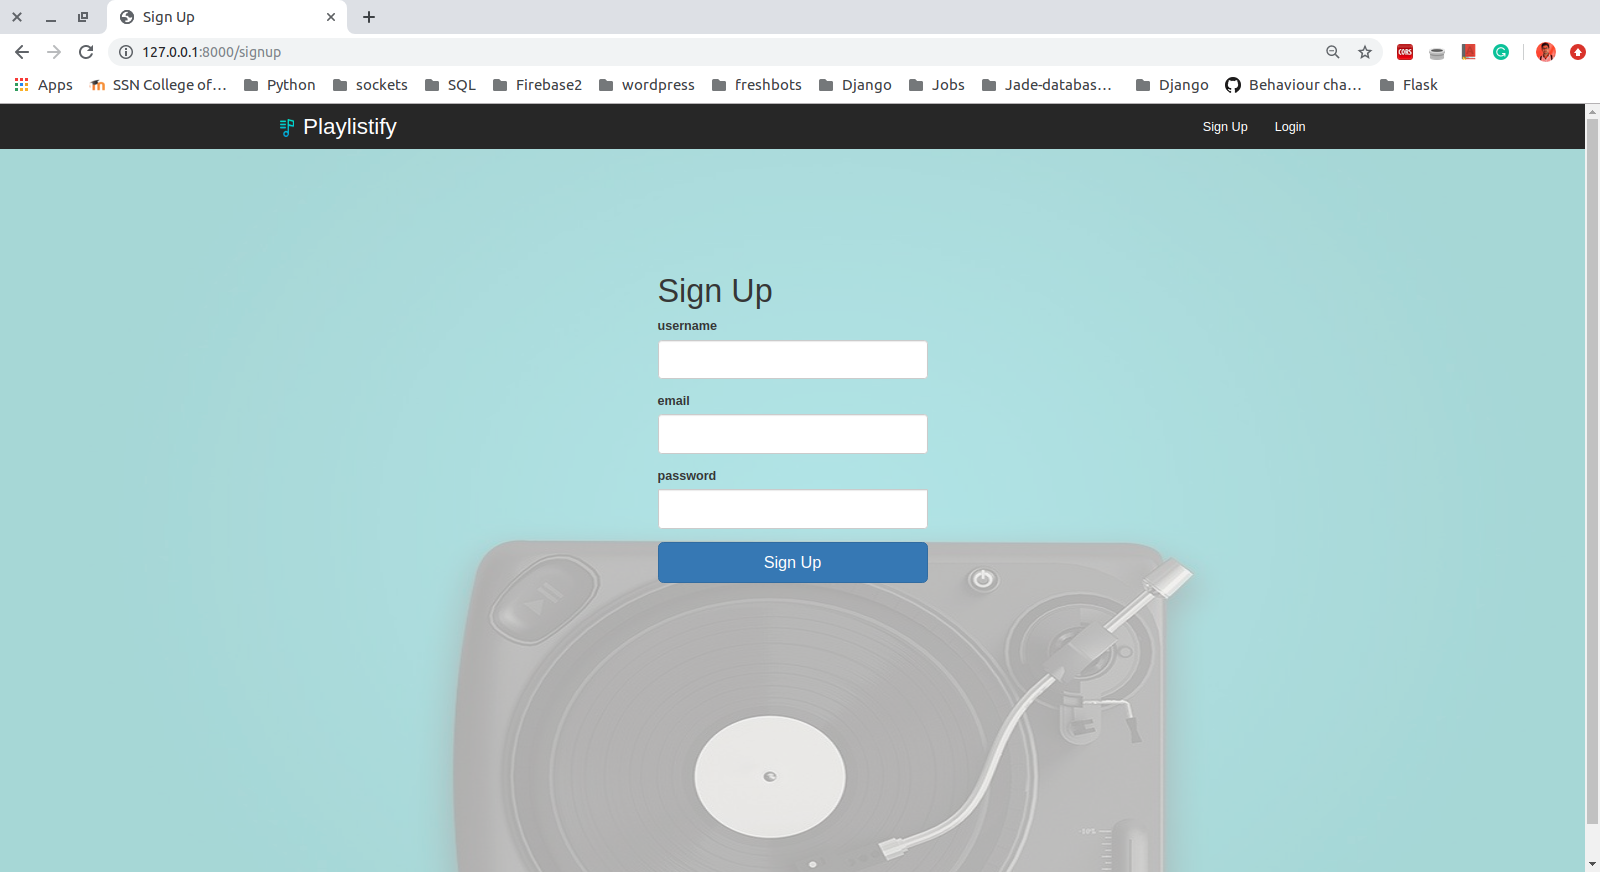 Sign Up
127.0.0.1:8000/signup
Apps SSN College of... Python sockets SQL Firebase2 wordpress freshbots Django Jobs Jade-databas... Django Behaviour cha... Flask
Playlistify Sign Up Login
Sign Up
username
email
password
Sign Up